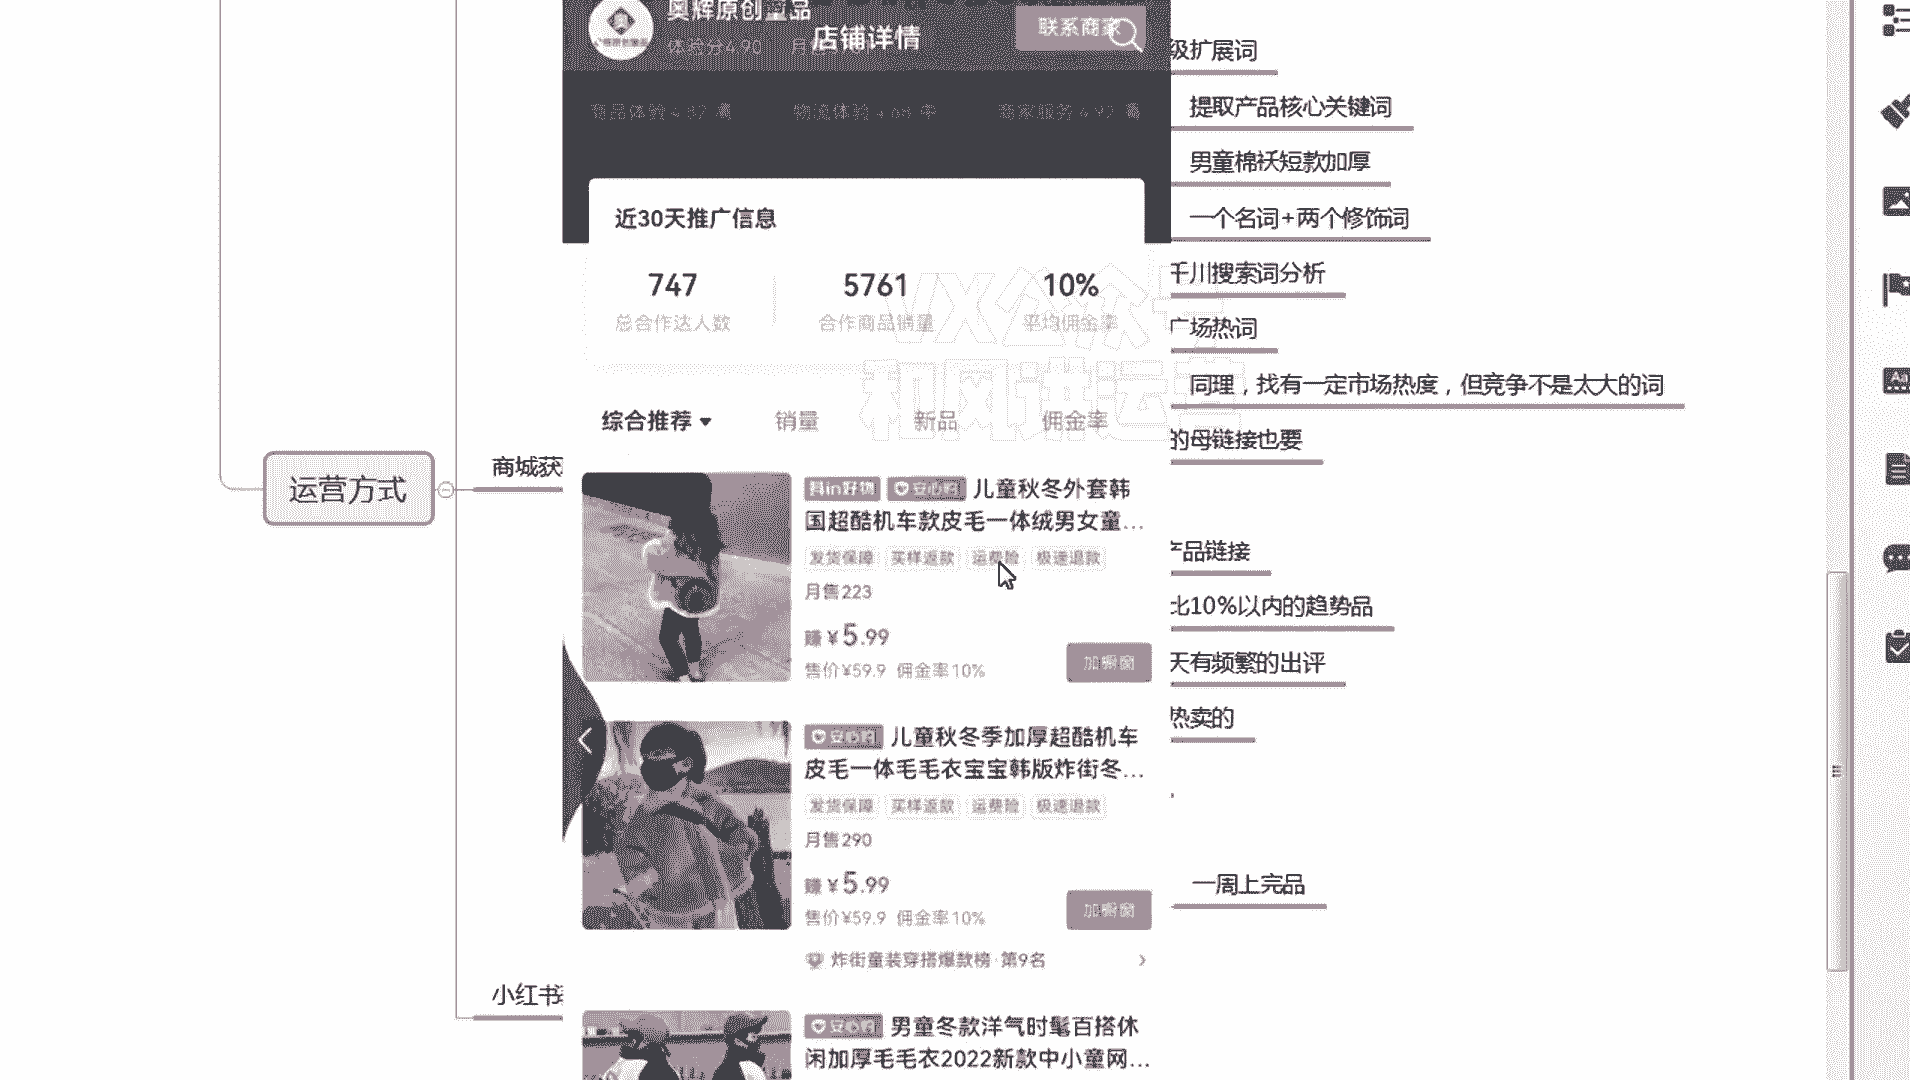 运营方式
商城获
小红书
奥辉原创童品
体验分4.90 月
店铺详情
联系商家
商品体验 4.87 高
物流体验 4.68 中
商家服务 4.92 高
近30天推广信息
747
总合作达人数
5761
合作商品销量
10%
平均佣金率
VX公众号
和风讲运营
综合推荐
销量
新品
佣金率
抖in好物 安心购 儿童秋冬外套韩
国超酷机车款皮毛一体绒男女童...
发货保障 买样返款 运费险 极速退款
月售223
赚 ¥5.99
售价¥59.9 佣金率10%
加橱窗
安心购 儿童秋冬季加厚超酷机车
皮毛一体毛毛衣宝宝韩版炸街冬...
发货保障 买样返款 运费险 极速退款
月售290
赚 ¥5.99
售价¥59.9 佣金率10%
加橱窗
炸街童装穿搭爆款榜·第9名
安心购 男童冬款洋气时髦百搭休
闲加厚毛毛衣2022新款中小童网...
级扩展词
提取产品核心关键词
男童棉袄短款加厚
一个名词+两个修饰词
千川搜索词分析
广场热词
同理，找有一定市场热度，但竞争不是太大的词
的母链接也要
产品链接
比10%以内的趋势品
天有频繁的出评
热卖的
一周上完品